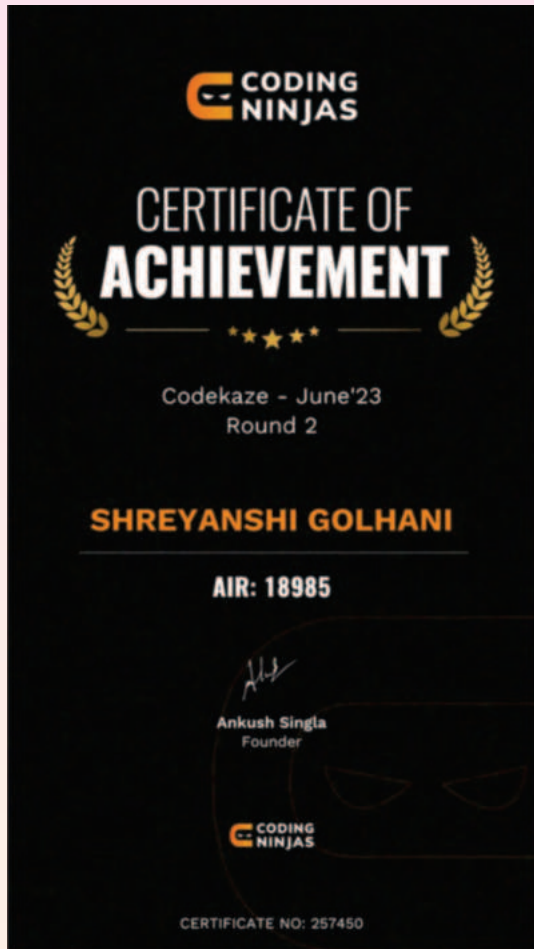 CODING
NINJAS
CERTIFICATE OF
ACHIEVEMENT
Codekaze - June'23
Round 2
SHREYANSHI GOLHANI
AIR: 18985
Ankush Singla
Founder
CODING
NINJAS
CERTIFICATE NO: 257450